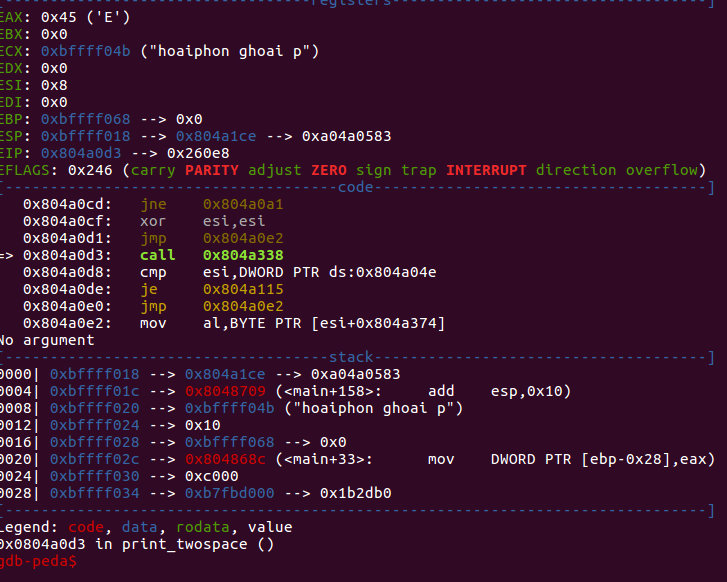 [----------------------------------registers-----------------------------------]
EAX: 0x45 ('E')
EBX: 0x0
ECX: 0xbffff04b ("hoaiphon ghoai p")
EDX: 0x0
ESI: 0x8
EDI: 0x0
EBP: 0xbffff068 --> 0x0
ESP: 0xbffff018 --> 0x804a1ce --> 0xa04a0583
EIP: 0x804a0d3 --> 0x260e8
EFLAGS: 0x246 (carry PARITY adjust ZERO sign trap INTERRUPT direction overflow)
[-------------------------------------code-------------------------------------]
0x804a0cd: jne 0x804a0a1
0x804a0cf: xor esi,esi
0x804a0d1: jmp 0x804a0e2
=> 0x804a0d3: call 0x804a338
0x804a0d8: cmp esi,DWORD PTR ds:0x804a04e
0x804a0de: je 0x804a115
0x804a0e0: jmp 0x804a0e2
0x804a0e2: mov al,BYTE PTR [esi+0x804a374]
No argument
[------------------------------------stack-------------------------------------]
0000| 0xbffff018 --> 0x804a1ce --> 0xa04a0583
0004| 0xbffff01c --> 0x8048709 (<main+158>: add esp,0x10)
0008| 0xbffff020 --> 0xbffff04b ("hoaiphon ghoai p")
0012| 0xbffff024 --> 0x10
0016| 0xbffff028 --> 0xbffff068 --> 0x0
0020| 0xbffff02c --> 0x804868c (<main+33>: mov DWORD PTR [ebp-0x28],eax)
0024| 0xbffff030 --> 0xc000
0028| 0xbffff034 --> 0xb7fbd000 --> 0x1b2db0
[------------------------------------------------------------------------------]
Legend: code, data, rodata, value
0x0804a0d3 in print_twospace ()
gdb-peda$